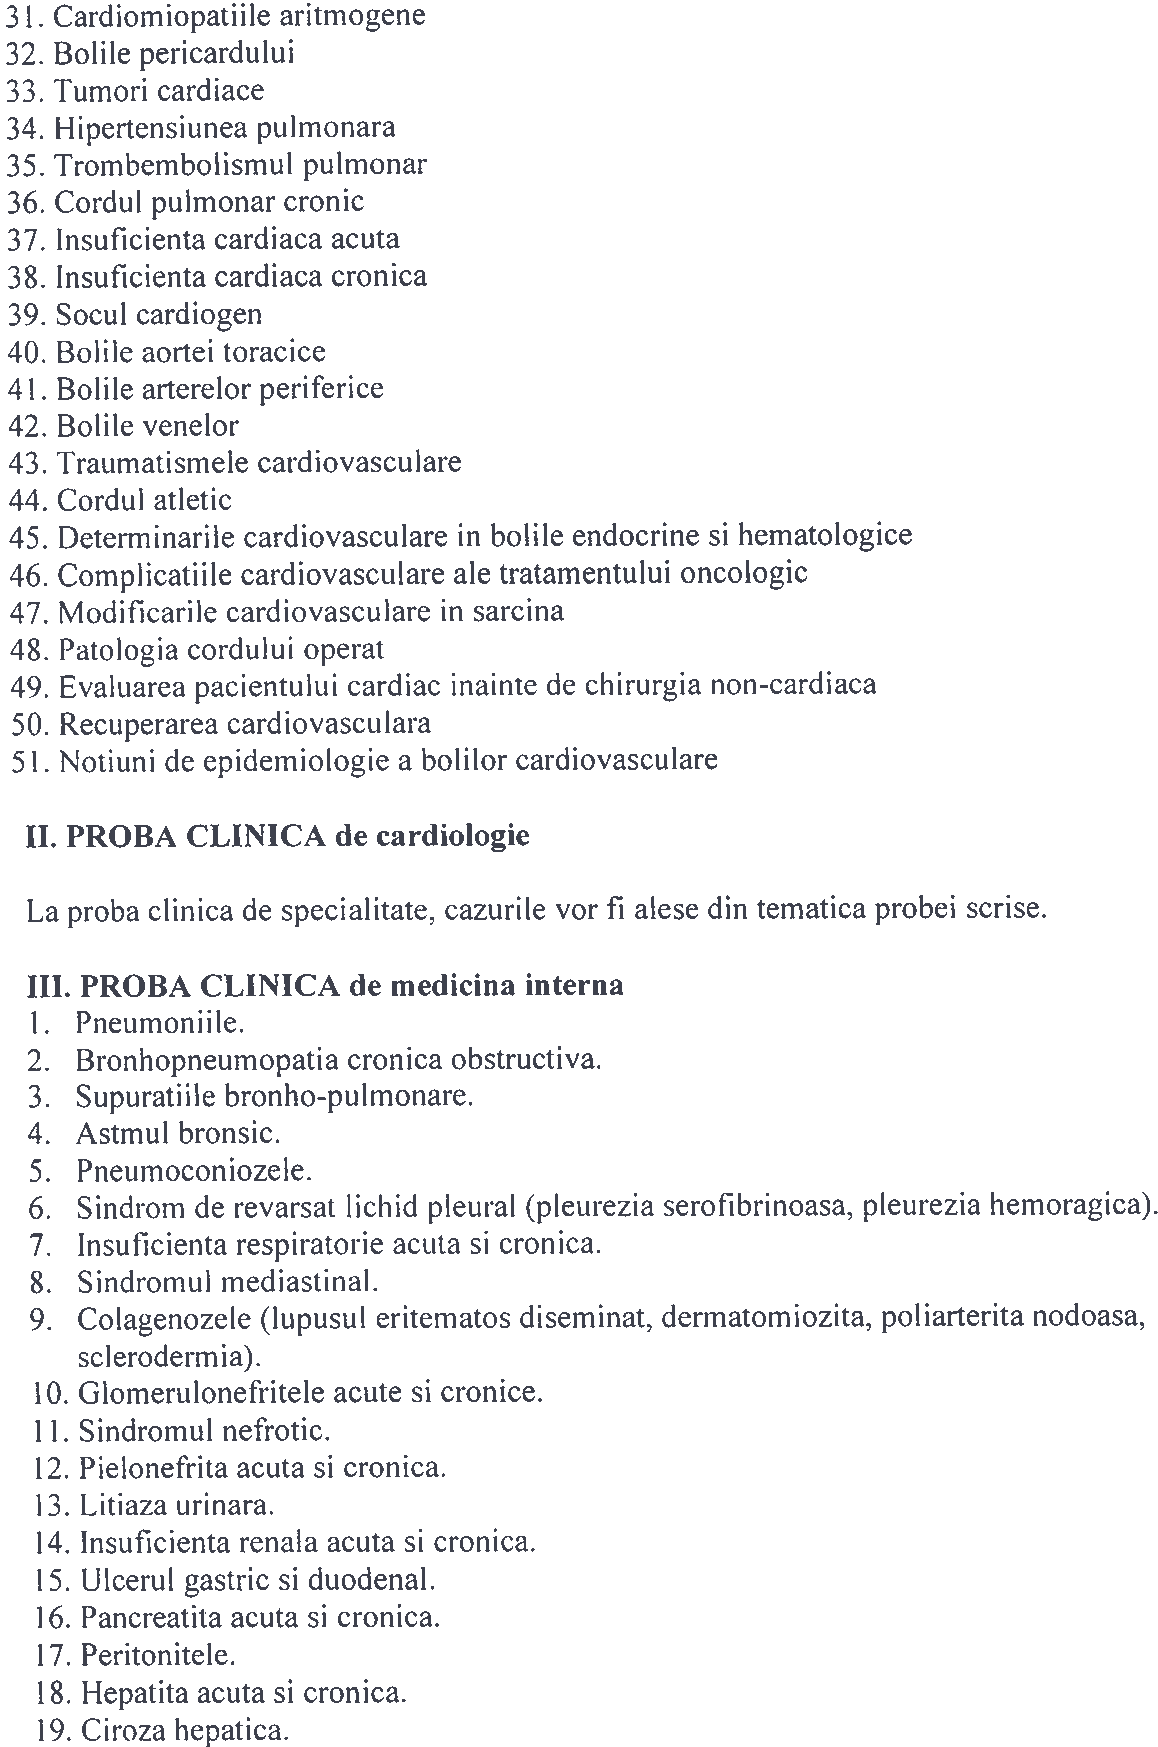 31. Cardiomiopatiile aritmogene
32. Bolile pericardului
33. Tumori cardiace
34. Hipertensiunea pulmonara
35. Trombembolismul pulmonar
36. Cordul pulmonar cronic
37. Insuficienta cardiaca acuta
38. Insuficienta cardiaca cronica
39. Socul cardiogen
40. Bolile aortei toracice
41. Bolile arterelor periferice
42. Bolile venelor
43. Traumatismele cardiovasculare
44. Cordul atletic
45. Determinarile cardiovasculare in bolile endocrine si hematologice
46. Complicatiile cardiovasculare ale tratamentului oncologic
47. Modificarile cardiovasculare in sarcina
48. Patologia cordului operat
49. Evaluarea pacientului cardiac inainte de chirurgia non-cardiaca
50. Recuperarea cardiovasculara
51. Notiuni de epidemiologie a bolilor cardiovasculare
II. PROBA CLINICA de cardiologie
La proba clinica de specialitate, cazurile vor fi alese din tematica probei scrise.
III. PROBA CLINICA de medicina interna
1. Pneumoniile.
2. Bronhopneumopatia cronica obstructiva.
3. Supuratiile bronho-pulmonare.
4. Astmul bronsic.
5. Pneumoconiozele.
6. Sindrom de revarsat lichid pleural (pleurezia serofibrinoasa, pleurezia hemoragica).
7. Insuficienta respiratorie acuta si cronica.
8. Sindromul mediastinal.
9. Colagenozele (lupusul eritematos diseminat, dermatomiozita, poliarterita nodoasa,
sclerodermia).
10. Glomerulonefritele acute si cronice.
11. Sindromul nefrotic.
12. Pielonefrita acuta si cronica.
13. Litiaza urinara.
14. Insuficienta renala acuta si cronica.
15. Ulcerul gastric si duodenal.
16. Pancreatita acuta si cronica.
17. Peritonitele.
18. Hepatita acuta si cronica.
19. Ciroza hepatica.